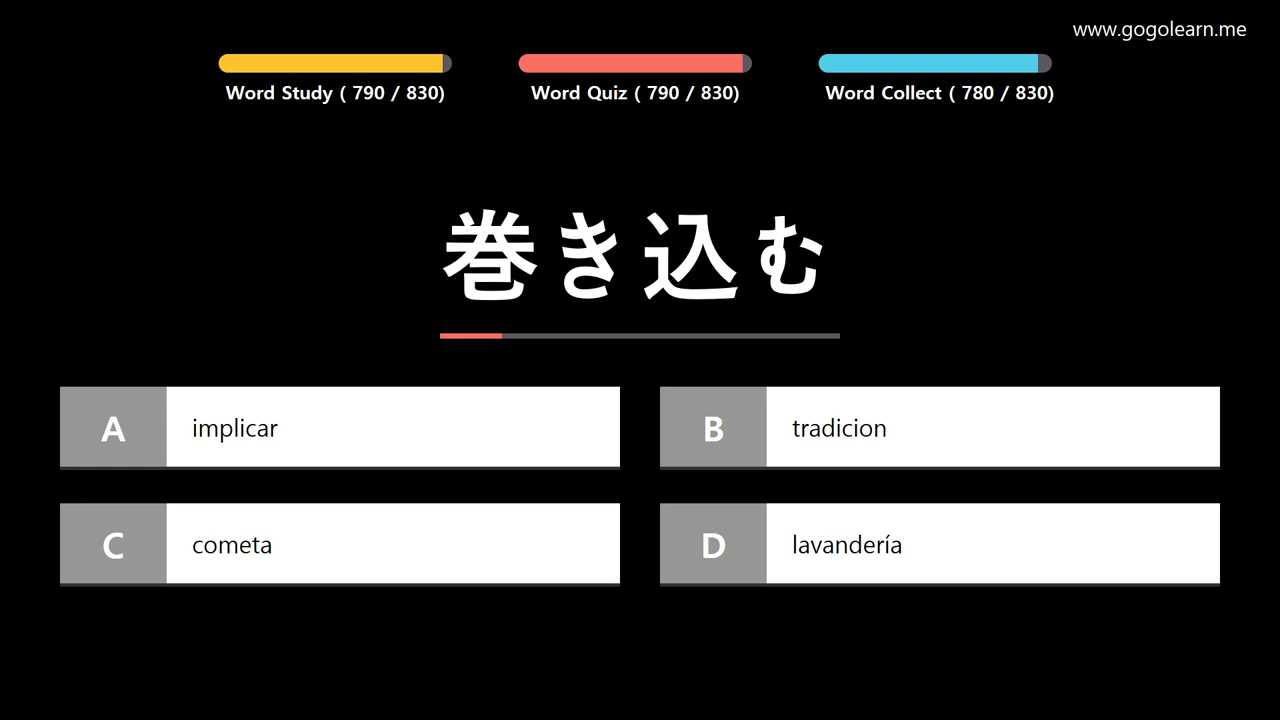 www.gogolearn.me
Word Study ( 790 / 830)
Word Quiz ( 790 / 830)
Word Collect ( 780 / 830)
巻き込む
A implicar
B tradicion
C cometa
D lavandería